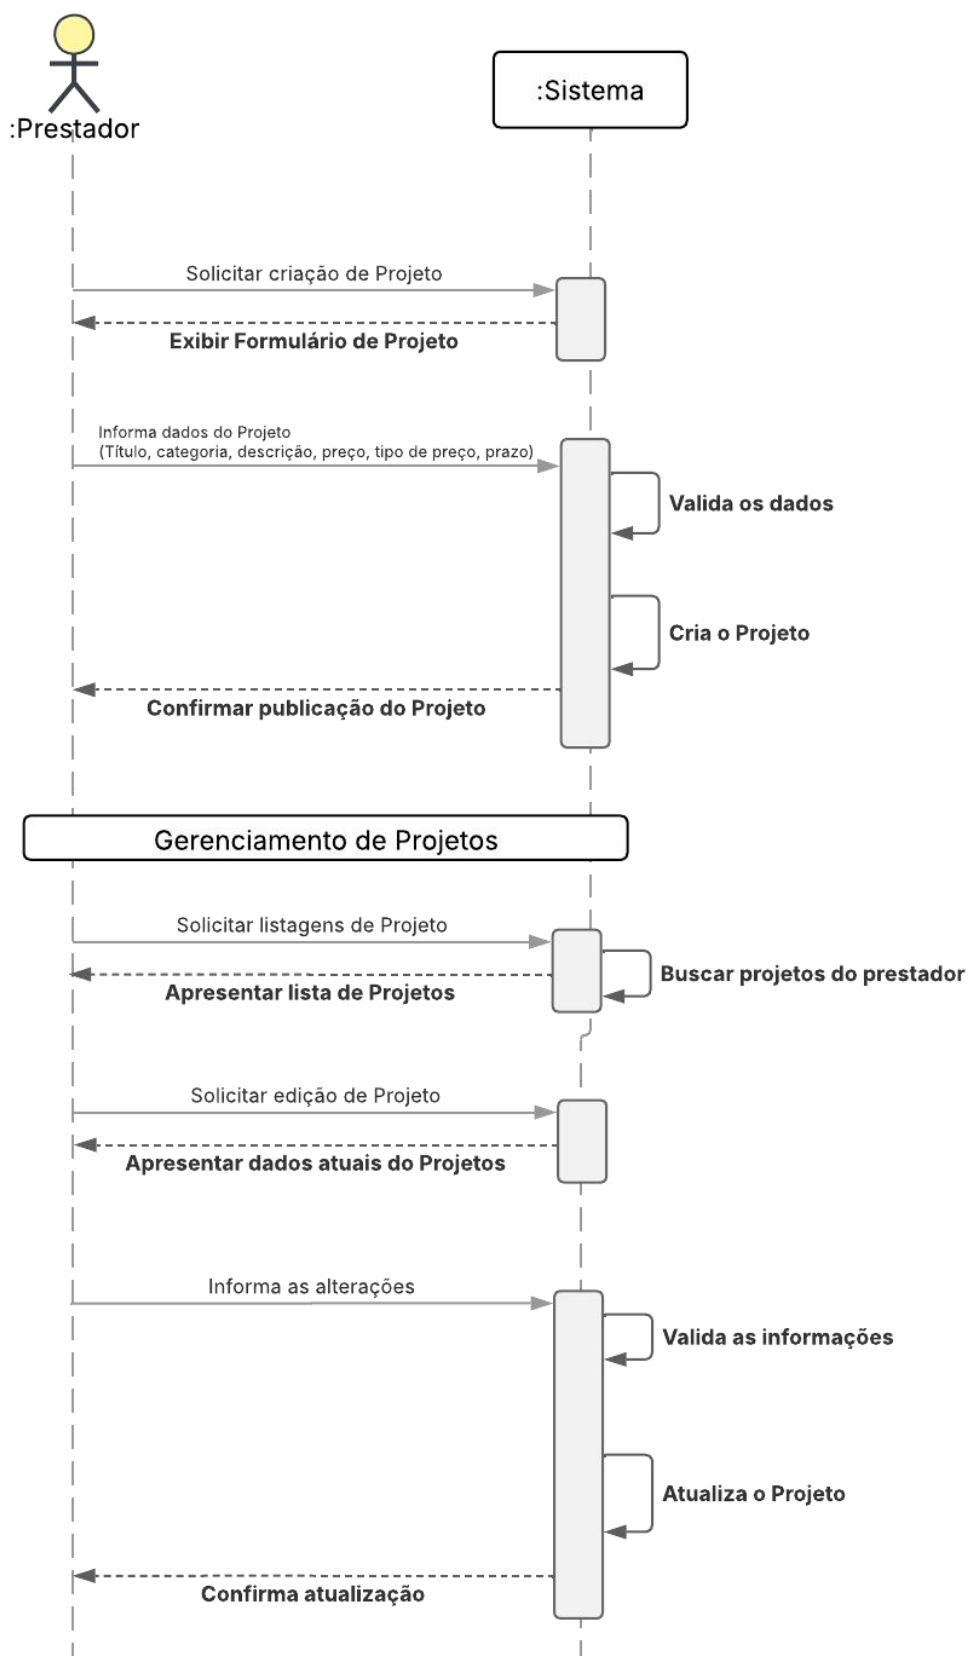 :Prestador
:Sistema
Solicitar criação de Projeto
Exibir Formulário de Projeto
Informa dados do Projeto
(Título, categoria, descrição, preço, tipo de preço, prazo)
Valida os dados
Cria o Projeto
Confirmar publicação do Projeto
Gerenciamento de Projetos
Solicitar listagens de Projeto
Buscar projetos do prestador
Apresentar lista de Projetos
Solicitar edição de Projeto
Apresentar dados atuais do Projetos
Informa as alterações
Valida as informações
Atualiza o Projeto
Confirma atualização